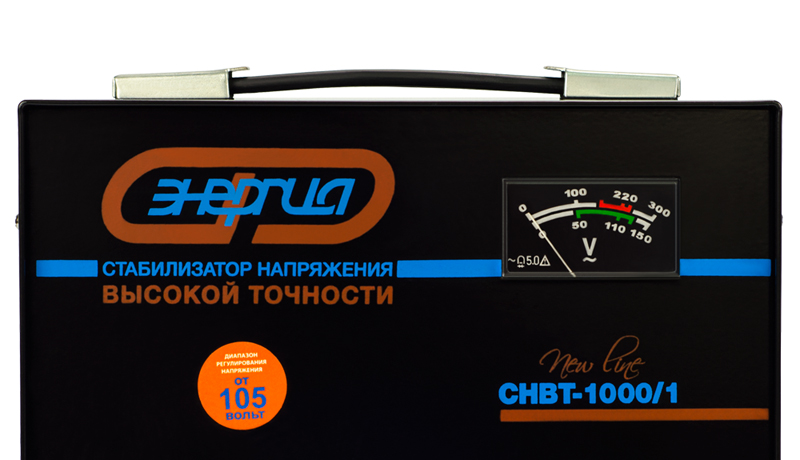 ЭНЕРГИЯ
СТАБИЛИЗАТОР НАПРЯЖЕНИЯ
ВЫСОКОЙ ТОЧНОСТИ
0 100 220 300
0 50 110 150
V
~
~ Ω 5.0
ДИАПАЗОН
РЕГУЛИРОВАНИЯ
НАПРЯЖЕНИЯ
ОТ
105
ВОЛЬТ
New line
СНВТ-1000/1